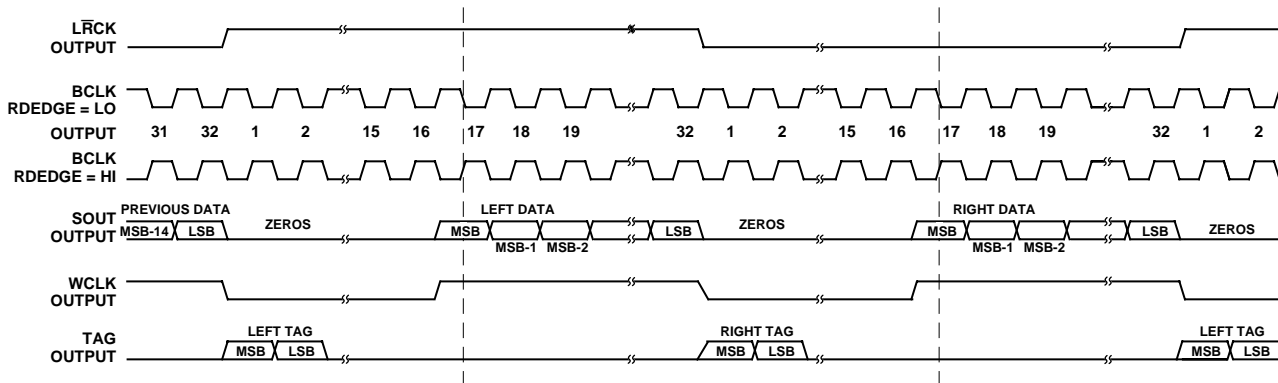 LR̅CK
OUTPUT
BCLK
RDEDGE = LO
OUTPUT 31 32 1 2 15 16 17 18 19 32 1 2 15 16 17 18 19 32 1 2
BCLK
RDEDGE = HI
SOUT
OUTPUT
PREVIOUS DATA LEFT DATA RIGHT DATA
MSB-14 LSB ZEROS MSB MSB-1 MSB-2 LSB ZEROS MSB MSB-1 MSB-2 LSB ZEROS
WCLK
OUTPUT
TAG
OUTPUT
LEFT TAG RIGHT TAG LEFT TAG
MSB LSB MSB LSB MSB LSB